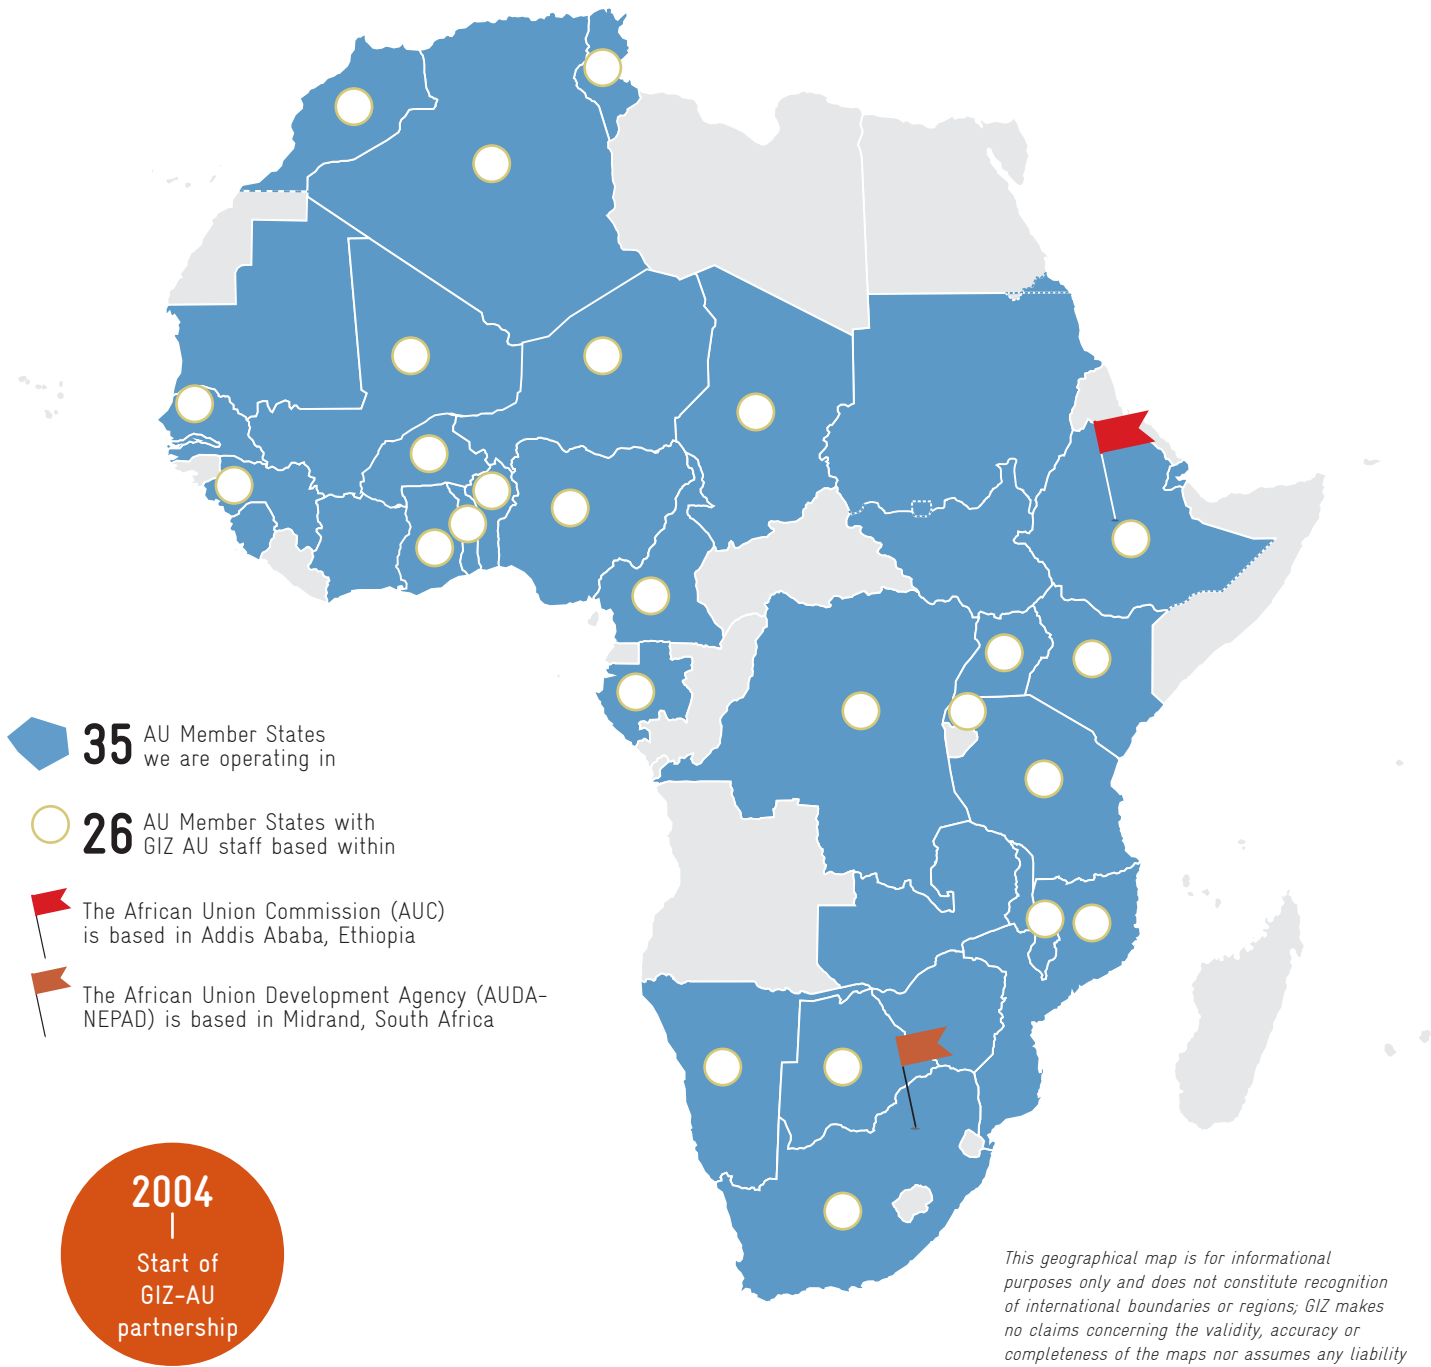 35 AU Member States
we are operating in
26 AU Member States with
GIZ AU staff based within
The African Union Commission (AUC)
is based in Addis Ababa, Ethiopia
The African Union Development Agency (AUDA-
NEPAD) is based in Midrand, South Africa
2004
Start of
GIZ-AU
partnership
This geographical map is for informational
purposes only and does not constitute recognition
of international boundaries or regions; GIZ makes
no claims concerning the validity, accuracy or
completeness of the maps nor assumes any liability